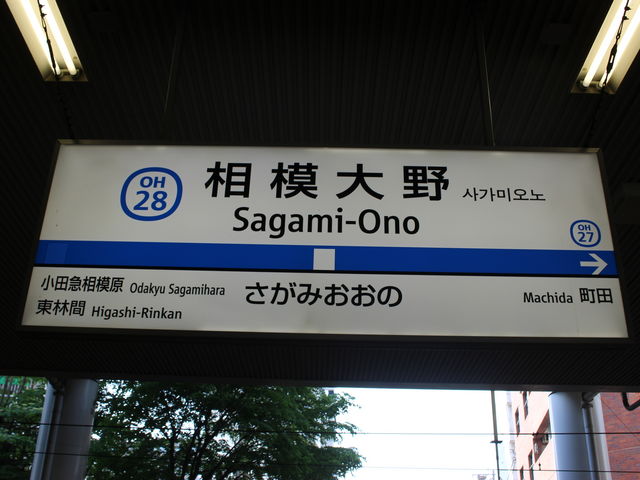 OH
28
相模大野 사가미오노
Sagami-Ono
OH
27
小田急相模原 Odakyu Sagamihara
東林間 Higashi-Rinkan
さがみおおの
Machida 町田